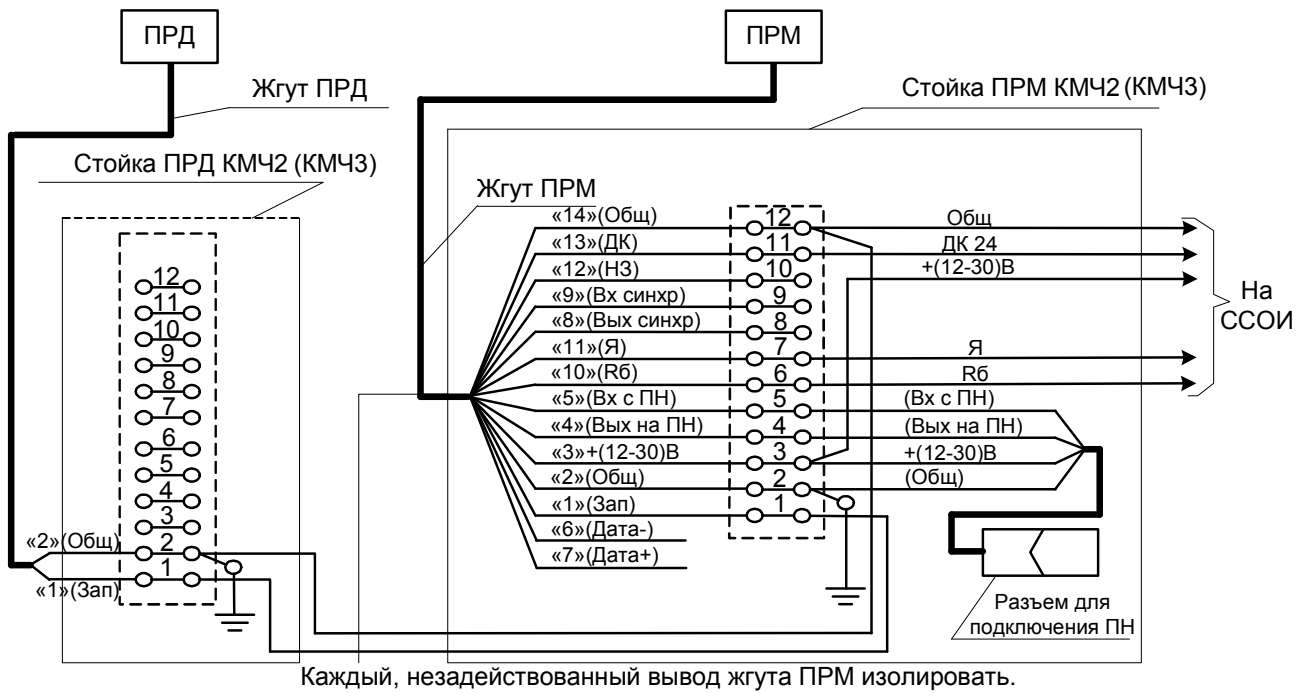 ПРД
ПРМ
Жгут ПРД
Стойка ПРМ КМЧ2 (КМЧ3)
Стойка ПРД КМЧ2 (КМЧ3)
Жгут ПРМ
12
11
10
9
8
7
6
5
4
3
2
1
«2»(Общ)
«1»(Зап)
«14»(Общ)
«13»(ДК)
«12»(НЗ)
«9»(Вх синхр)
«8»(Вых синхр)
«11»(Я)
«10»(Rб)
«5»(Вх с ПН)
«4»(Вых на ПН)
«3»+(12-30)В
«2»(Общ)
«1»(Зап)
«6»(Дата-)
«7»(Дата+)
12
11
10
9
8
7
6
5
4
3
2
1
Общ
ДК 24
+(12-30)В
Я
Rб
(Вх с ПН)
(Вых на ПН)
+(12-30)В
(Общ)
На
ССОИ
Разъем для
подключения ПН
Каждый, незадействованный вывод жгута ПРМ изолировать.